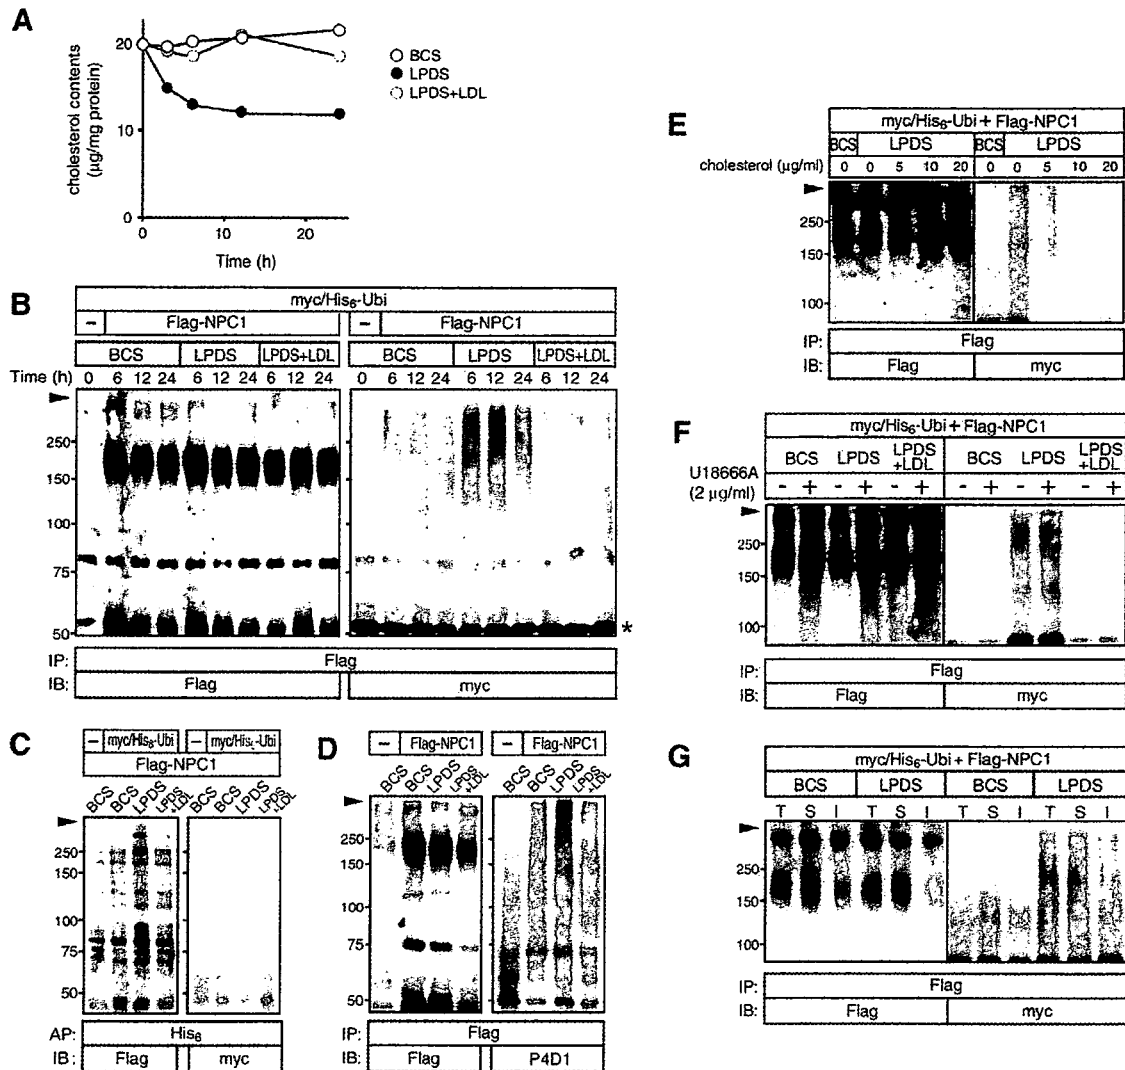 A
cholesterol contents
(µg/mg protein)
20
10
0
0 10 20
Time (h)
BCS
LPDS
LPDS+LDL
B
myc/His6-Ubi
– Flag-NPC1 – Flag-NPC1
BCS LPDS LPDS+LDL BCS LPDS LPDS+LDL
Time (h) 0 6 12 24 6 12 24 6 12 24 0 6 12 24 6 12 24 6 12 24
250
150
100
75
50
*
IP: Flag
IB: Flag myc
C
– myc/His6-Ubi – myc/His6-Ubi
Flag-NPC1
BCS BCS LPDS LPDS+LDL BCS BCS LPDS LPDS+LDL
250
150
100
75
50
AP: His6
IB: Flag myc
D
– Flag-NPC1 – Flag-NPC1
BCS BCS LPDS LPDS+LDL BCS BCS LPDS LPDS+LDL
250
150
100
75
50
IP: Flag
IB: Flag P4D1
E
myc/His6-Ubi + Flag-NPC1
BCS LPDS BCS LPDS
cholesterol (µg/ml) 0 0 5 10 20 0 0 5 10 20
250
150
100
IP: Flag
IB: Flag myc
F
myc/His6-Ubi + Flag-NPC1
BCS LPDS LPDS+LDL BCS LPDS LPDS+LDL
U18666A
(2 µg/ml) - + - + - + - + - + - +
250
150
100
IP: Flag
IB: Flag myc
G
myc/His6-Ubi + Flag-NPC1
BCS LPDS BCS LPDS
T S I T S I T S I T S I
250
150
100
IP: Flag
IB: Flag myc